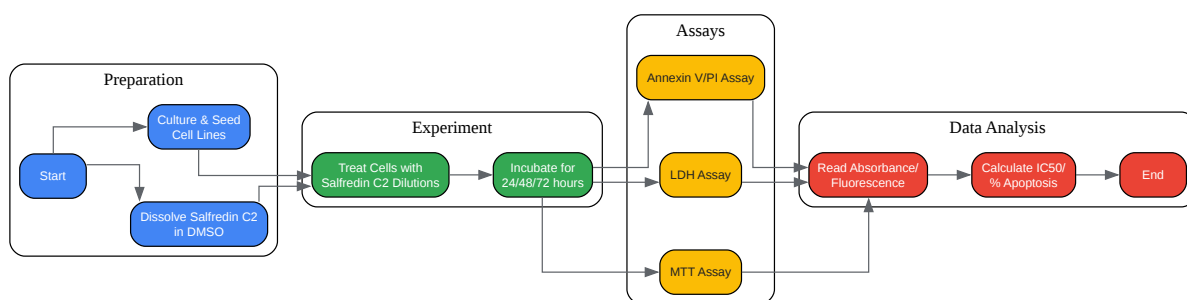 Preparation
Start
Culture & Seed
Cell Lines
Dissolve Salfredin C2
in DMSO
Experiment
Treat Cells with
Salfredin C2 Dilutions
Incubate for
24/48/72 hours
Assays
Annexin V/PI Assay
LDH Assay
MTT Assay
Data Analysis
Read Absorbance/
Fluorescence
Calculate IC50/
% Apoptosis
End